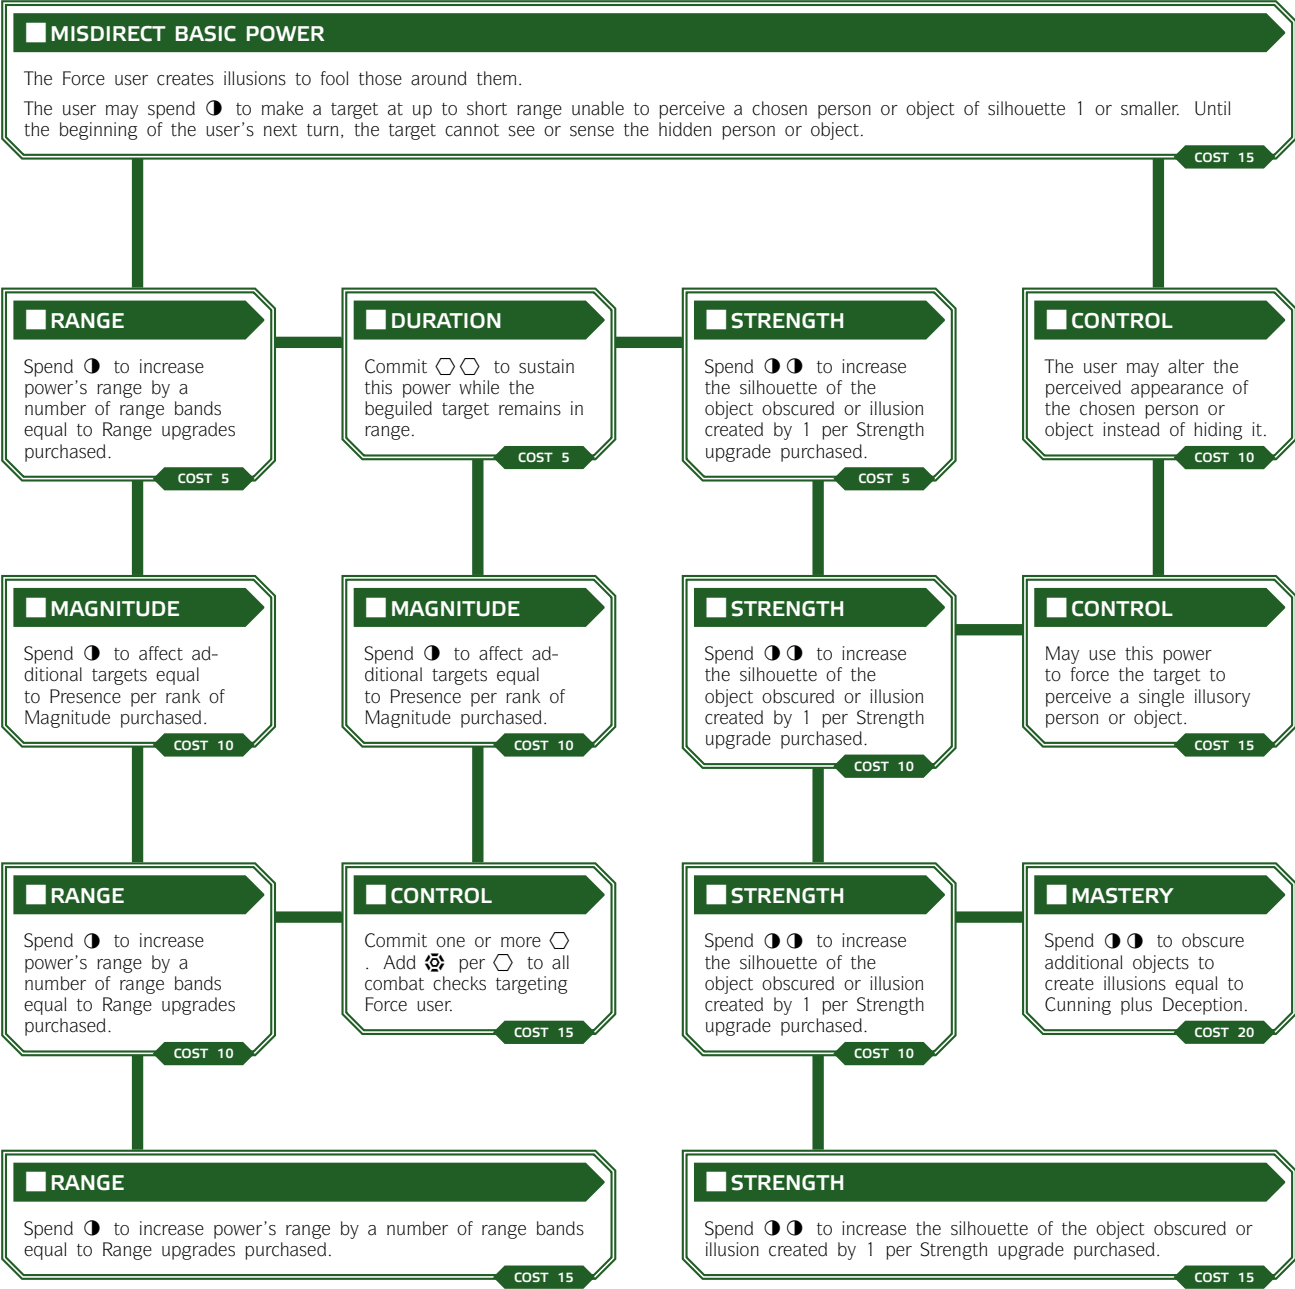 MISDIRECT BASIC POWER
The Force user creates illusions to fool those around them.
The user may spend ◑ to make a target at up to short range unable to perceive a chosen person or object of silhouette 1 or smaller. Until
the beginning of the user's next turn, the target cannot see or sense the hidden person or object.
COST 15
RANGE
Spend ◑ to increase
power's range by a
number of range bands
equal to Range upgrades
purchased.
COST 5
DURATION
Commit ⬡⬡ to sustain
this power while the
beguiled target remains in
range.
COST 5
STRENGTH
Spend ◑◑ to increase
the silhouette of the
object obscured or illusion
created by 1 per Strength
upgrade purchased.
COST 5
CONTROL
The user may alter the
perceived appearance of
the chosen person or
object instead of hiding it.
COST 10
MAGNITUDE
Spend ◑ to affect ad-
ditional targets equal
to Presence per rank of
Magnitude purchased.
COST 10
MAGNITUDE
Spend ◑ to affect ad-
ditional targets equal
to Presence per rank of
Magnitude purchased.
COST 10
STRENGTH
Spend ◑◑ to increase
the silhouette of the
object obscured or illusion
created by 1 per Strength
upgrade purchased.
COST 10
CONTROL
May use this power
to force the target to
perceive a single illusory
person or object.
COST 15
RANGE
Spend ◑ to increase
power's range by a
number of range bands
equal to Range upgrades
purchased.
COST 10
CONTROL
Commit one or more ⬡
. Add per ⬡ to all
combat checks targeting
Force user.
COST 15
STRENGTH
Spend ◑◑ to increase
the silhouette of the
object obscured or illusion
created by 1 per Strength
upgrade purchased.
COST 10
MASTERY
Spend ◑◑ to obscure
additional objects to
create illusions equal to
Cunning plus Deception.
COST 20
RANGE
Spend ◑ to increase power's range by a number of range bands
equal to Range upgrades purchased.
COST 15
STRENGTH
Spend ◑◑ to increase the silhouette of the object obscured or
illusion created by 1 per Strength upgrade purchased.
COST 15